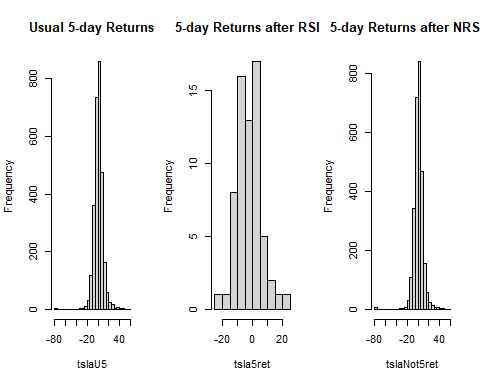 Usual 5-day Returns
5-day Returns after RSI
5-day Returns after NRS
Frequency
0 200 400 600 800
-80 -20 40
tslaU5
Frequency
0 5 10 15
-20 0 20
tsla5ret
Frequency
0 200 400 600 800
-80 -20 40
tslaNot5ret